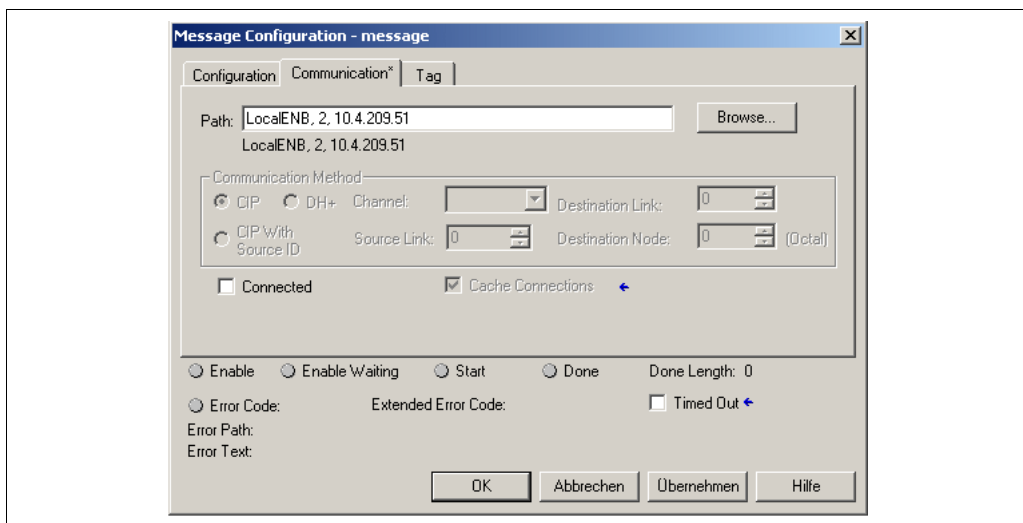 Message Configuration - message
Configuration Communication* Tag
Path: LocalENB, 2, 10.4.209.51 Browse...
LocalENB, 2, 10.4.209.51
Communication Method
CIP DH+ Channel: Destination Link: 0
CIP With Source ID Source Link: 0 Destination Node: 0 (Octal)
Connected Cache Connections
Enable Enable Waiting Start Done Done Length: 0
Error Code: Extended Error Code: Timed Out
Error Path:
Error Text:
OK Abbrechen Übernehmen Hilfe